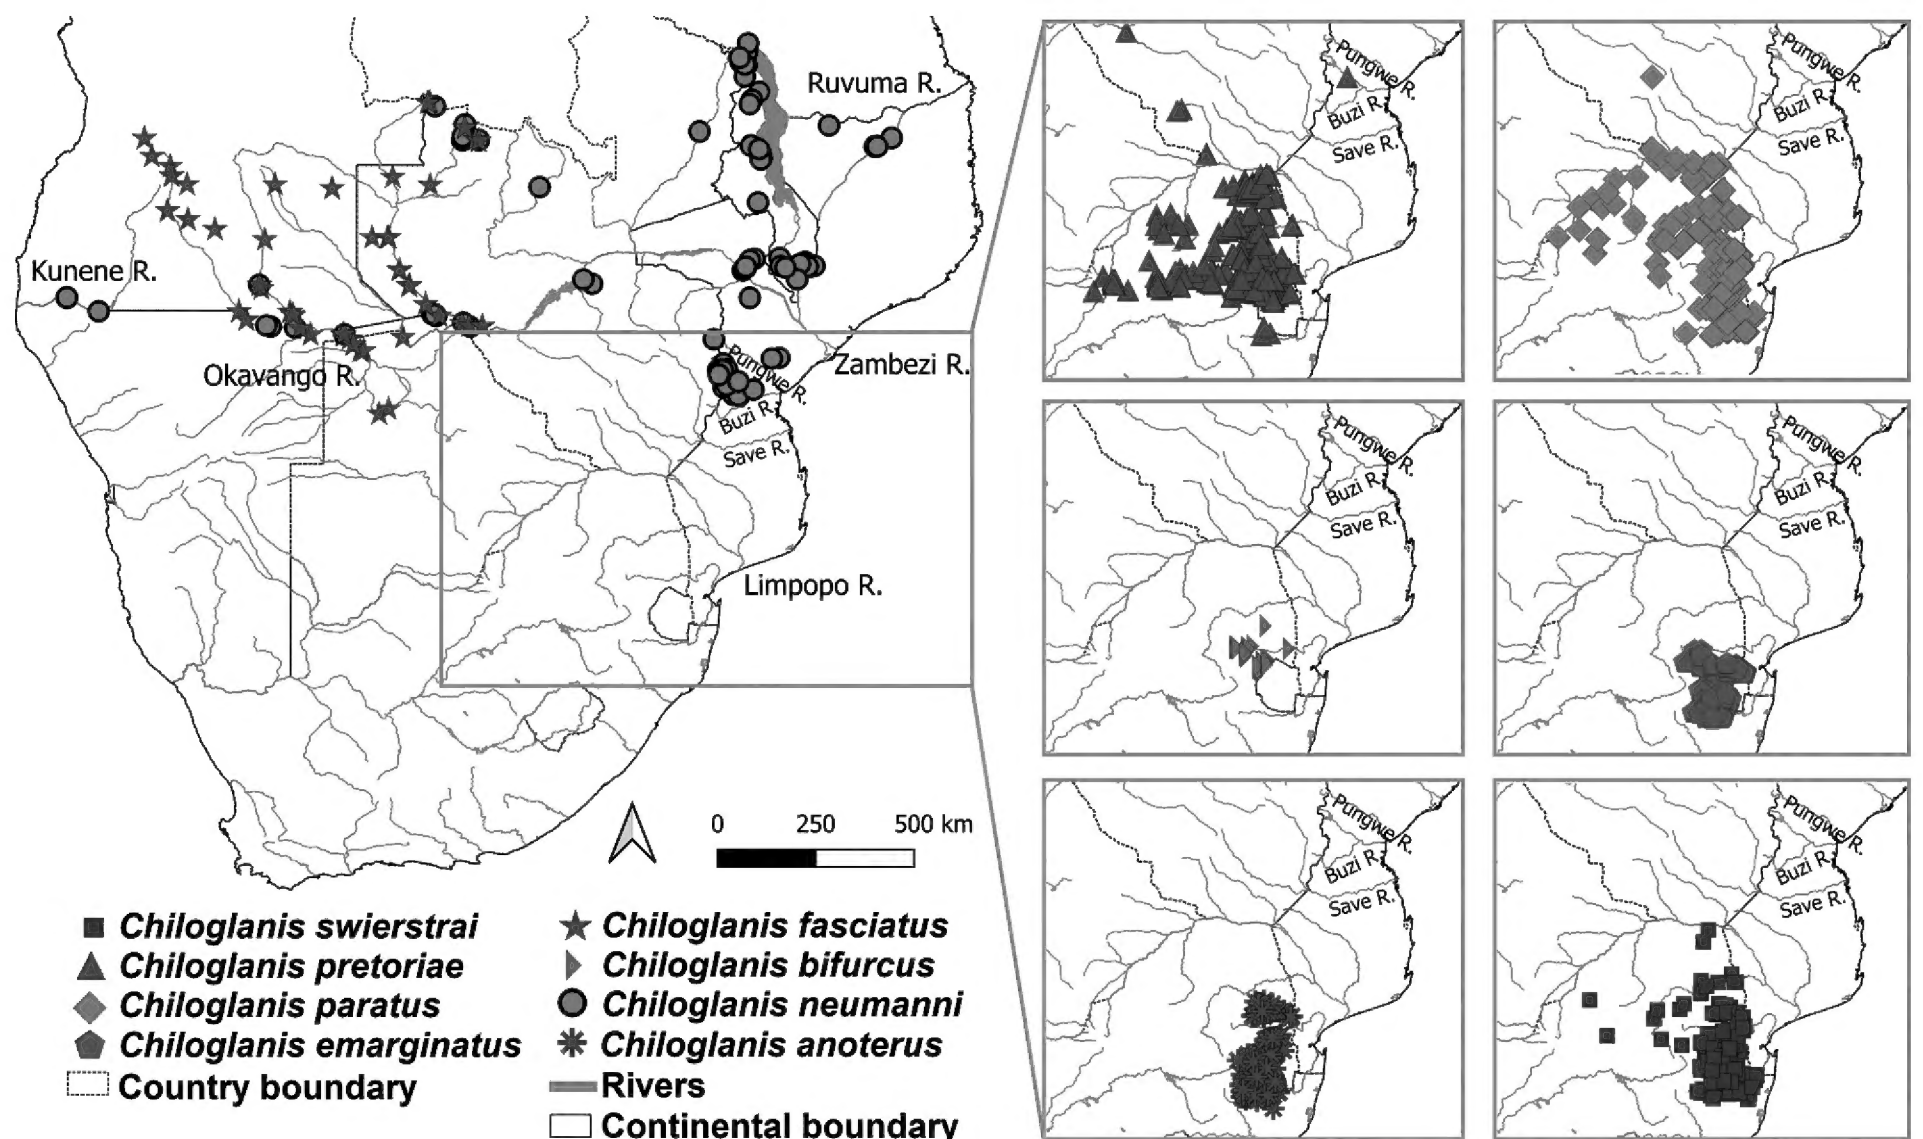 Ruvuma R.
Kunene R.
Okavango R.
Pungwe R.
Zambezi R.
Buzi R.
Save R.
Limpopo R.
0 250 500 km
Chiloglanis swierstrai
Chiloglanis pretoriae
Chiloglanis paratus
Chiloglanis emarginatus
Country boundary
Chiloglanis fasciatus
Chiloglanis bifurcus
Chiloglanis neumanni
Chiloglanis anoterus
Rivers
Continental boundary
Pungwe R.
Buzi R.
Save R.
Pungwe R.
Buzi R.
Save R.
Pungwe R.
Buzi R.
Save R.
Pungwe R.
Buzi R.
Save R.
Pungwe R.
Buzi R.
Save R.
Pungwe R.
Buzi R.
Save R.